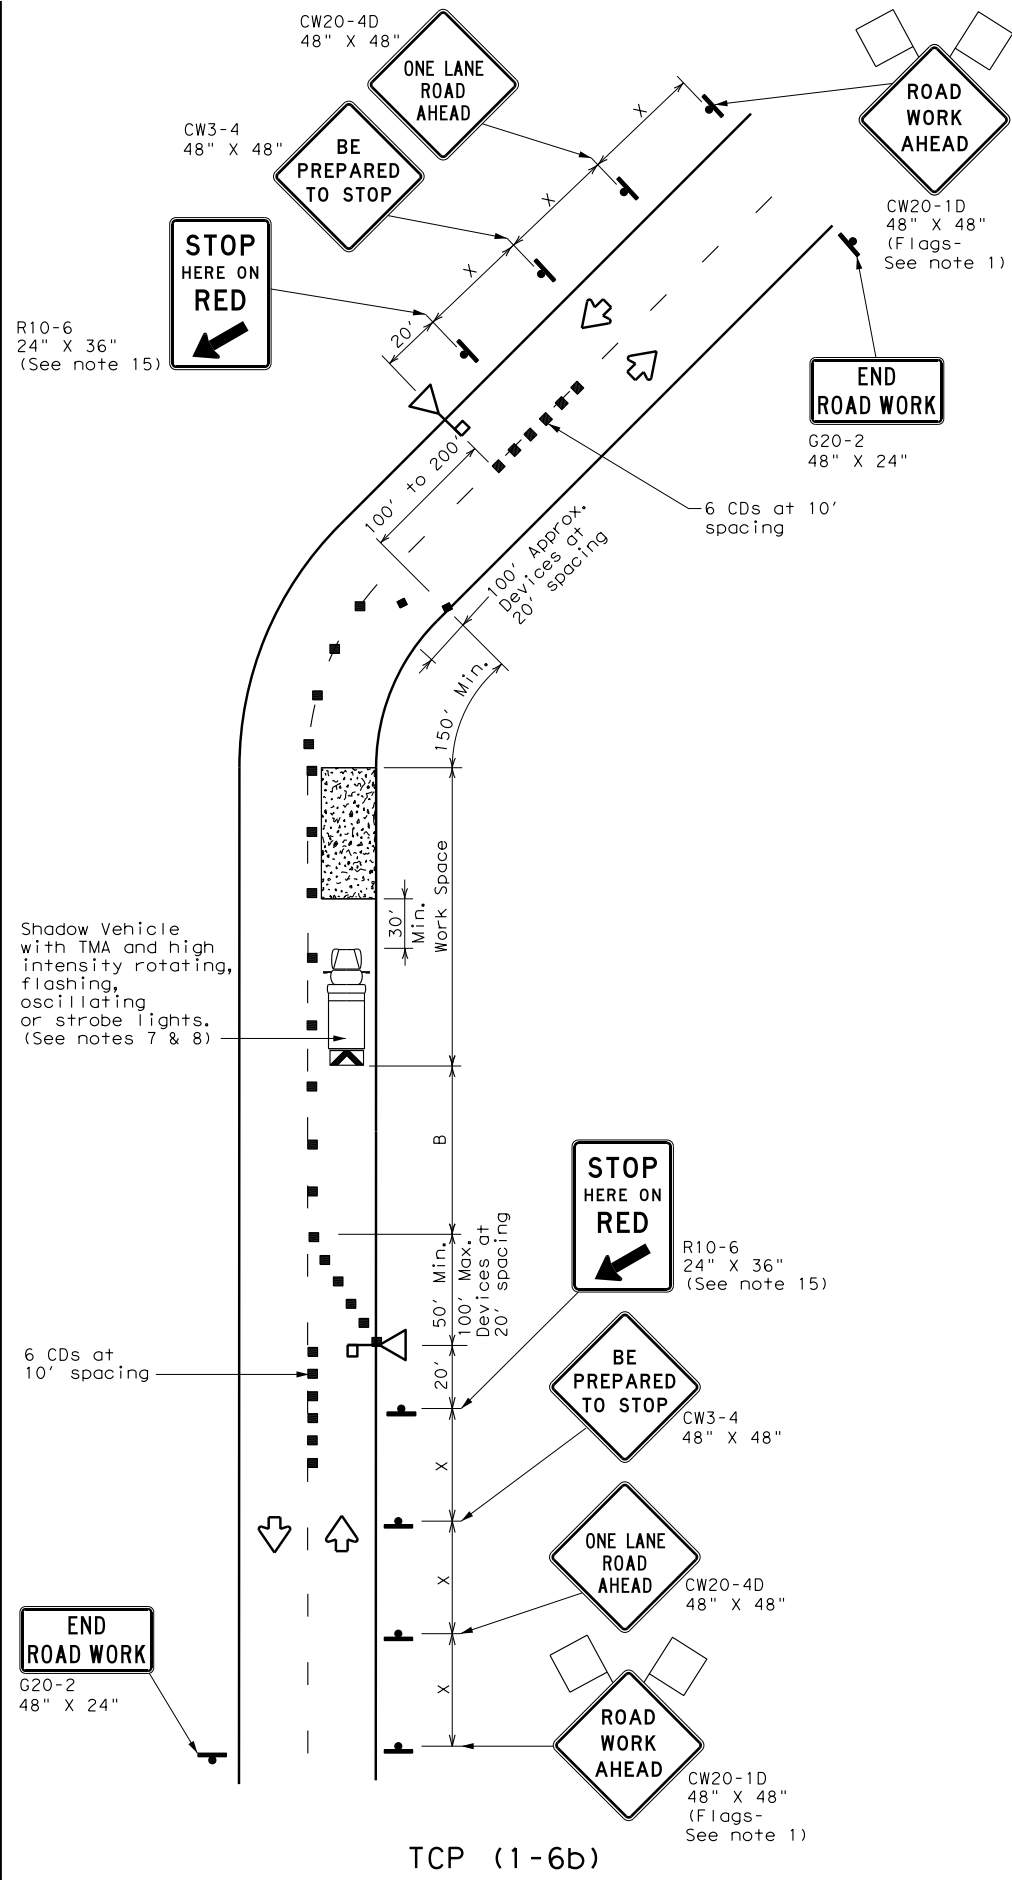 CW20-4D
48" X 48"
ONE LANE
ROAD
AHEAD
X
ROAD
WORK
AHEAD
CW20-1D
48" X 48"
(Flags-
See note 1)
CW3-4
48" X 48"
BE
PREPARED
TO STOP
X
X
STOP
HERE ON
RED
R10-6
24" X 36"
(See note 15)
20'
END
ROAD WORK
G20-2
48" X 24"
100' to 200'
6 CDs at 10'
spacing
100' Approx.
Devices at
20' spacing
150' Min.
30'
Min.
Work Space
Shadow Vehicle
with TMA and high
intensity rotating,
flashing,
oscillating
or strobe lights.
(See notes 7 & 8)
B
STOP
HERE ON
RED
R10-6
24" X 36"
(See note 15)
50' Min.
100' Max.
Devices at
20' spacing
6 CDs at
10' spacing
20'
BE
PREPARED
TO STOP
CW3-4
48" X 48"
X
ONE LANE
ROAD
AHEAD
CW20-4D
48" X 48"
X
END
ROAD WORK
G20-2
48" X 24"
X
ROAD
WORK
AHEAD
CW20-1D
48" X 48"
(Flags-
See note 1)
TCP (1-6b)